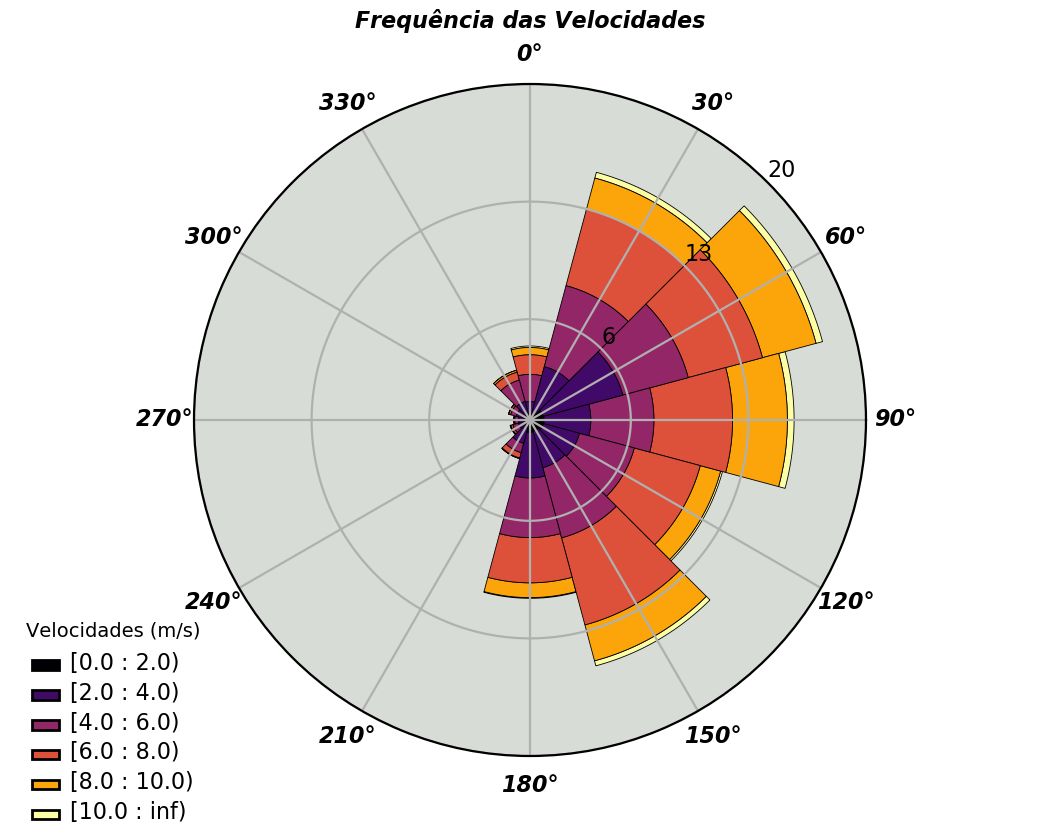 Frequência das Velocidades
0°
30°
60°
90°
120°
150°
180°
210°
240°
270°
300°
330°
6
13
20
Velocidades (m/s)
[0.0 : 2.0)
[2.0 : 4.0)
[4.0 : 6.0)
[6.0 : 8.0)
[8.0 : 10.0)
[10.0 : inf)